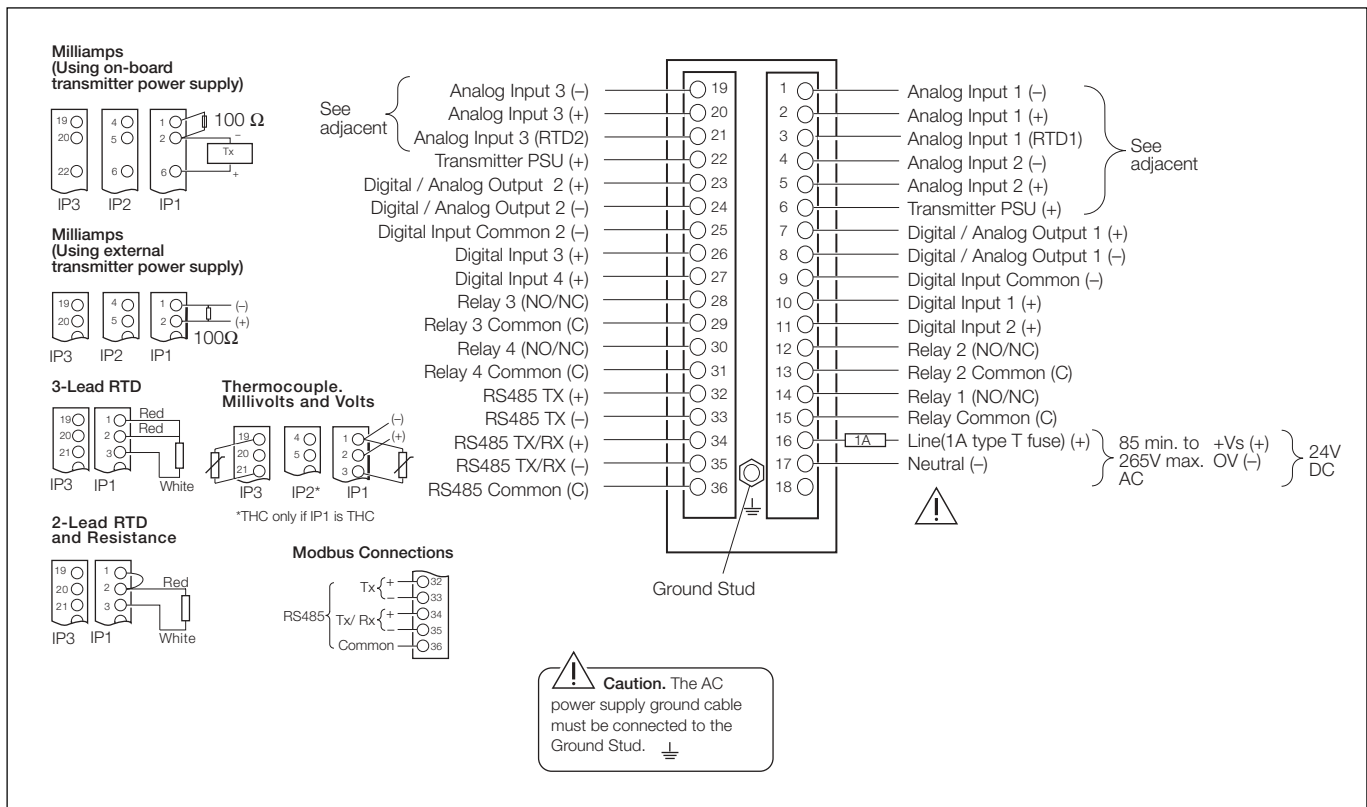 Milliamps
(Using on-board
transmitter power supply)
19 4 1 100 Ω
20 5 2 –
Tx
22 6 6 +
IP3 IP2 IP1
Milliamps
(Using external
transmitter power supply)
19 4 1 (–)
20 5 2 (+)
100Ω
IP3 IP2 IP1
3-Lead RTD
19 1 Red
20 2 Red
21 3
IP3 IP1 White
Thermocouple.
Millivolts and Volts
(–)
19 4 1 (+)
20 5 2
21 3
IP3 IP2* IP1
*THC only if IP1 is THC
2-Lead RTD
and Resistance
19 1
20 2 Red
21 3
IP3 IP1 White
Modbus Connections
RS485
Tx + 32
– 33
Tx/ Rx + 34
– 35
Common 36
See
adjacent
Analog Input 3 (–) 19
Analog Input 3 (+) 20
Analog Input 3 (RTD2) 21
Transmitter PSU (+) 22
Digital / Analog Output 2 (+) 23
Digital / Analog Output 2 (–) 24
Digital Input Common 2 (–) 25
Digital Input 3 (+) 26
Digital Input 4 (+) 27
Relay 3 (NO/NC) 28
Relay 3 Common (C) 29
Relay 4 (NO/NC) 30
Relay 4 Common (C) 31
RS485 TX (+) 32
RS485 TX (–) 33
RS485 TX/RX (+) 34
RS485 TX/RX (–) 35
RS485 Common (C) 36
1 Analog Input 1 (–)
2 Analog Input 1 (+)
3 Analog Input 1 (RTD1)
4 Analog Input 2 (–)
5 Analog Input 2 (+)
6 Transmitter PSU (+)
See
adjacent
7 Digital / Analog Output 1 (+)
8 Digital / Analog Output 1 (–)
9 Digital Input Common (–)
10 Digital Input 1 (+)
11 Digital Input 2 (+)
12 Relay 2 (NO/NC)
13 Relay 2 Common (C)
14 Relay 1 (NO/NC)
15 Relay Common (C)
16 1A Line(1A type T fuse) (+)
17 Neutral (–)
18
85 min. to
265V max.
AC
+Vs (+)
OV (–)
24V
DC
Ground Stud
Caution. The AC
power supply ground cable
must be connected to the
Ground Stud.